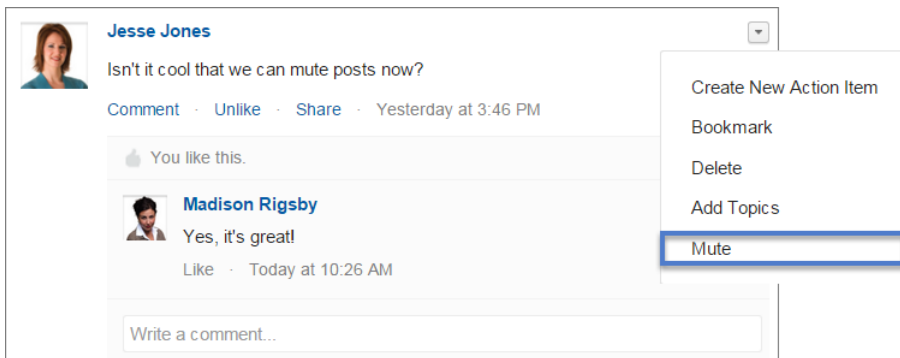 Jesse Jones
Isn't it cool that we can mute posts now?
Comment · Unlike · Share · Yesterday at 3:46 PM
You like this.
Madison Rigsby
Yes, it's great!
Like · Today at 10:26 AM
Write a comment...
Create New Action Item
Bookmark
Delete
Add Topics
Mute